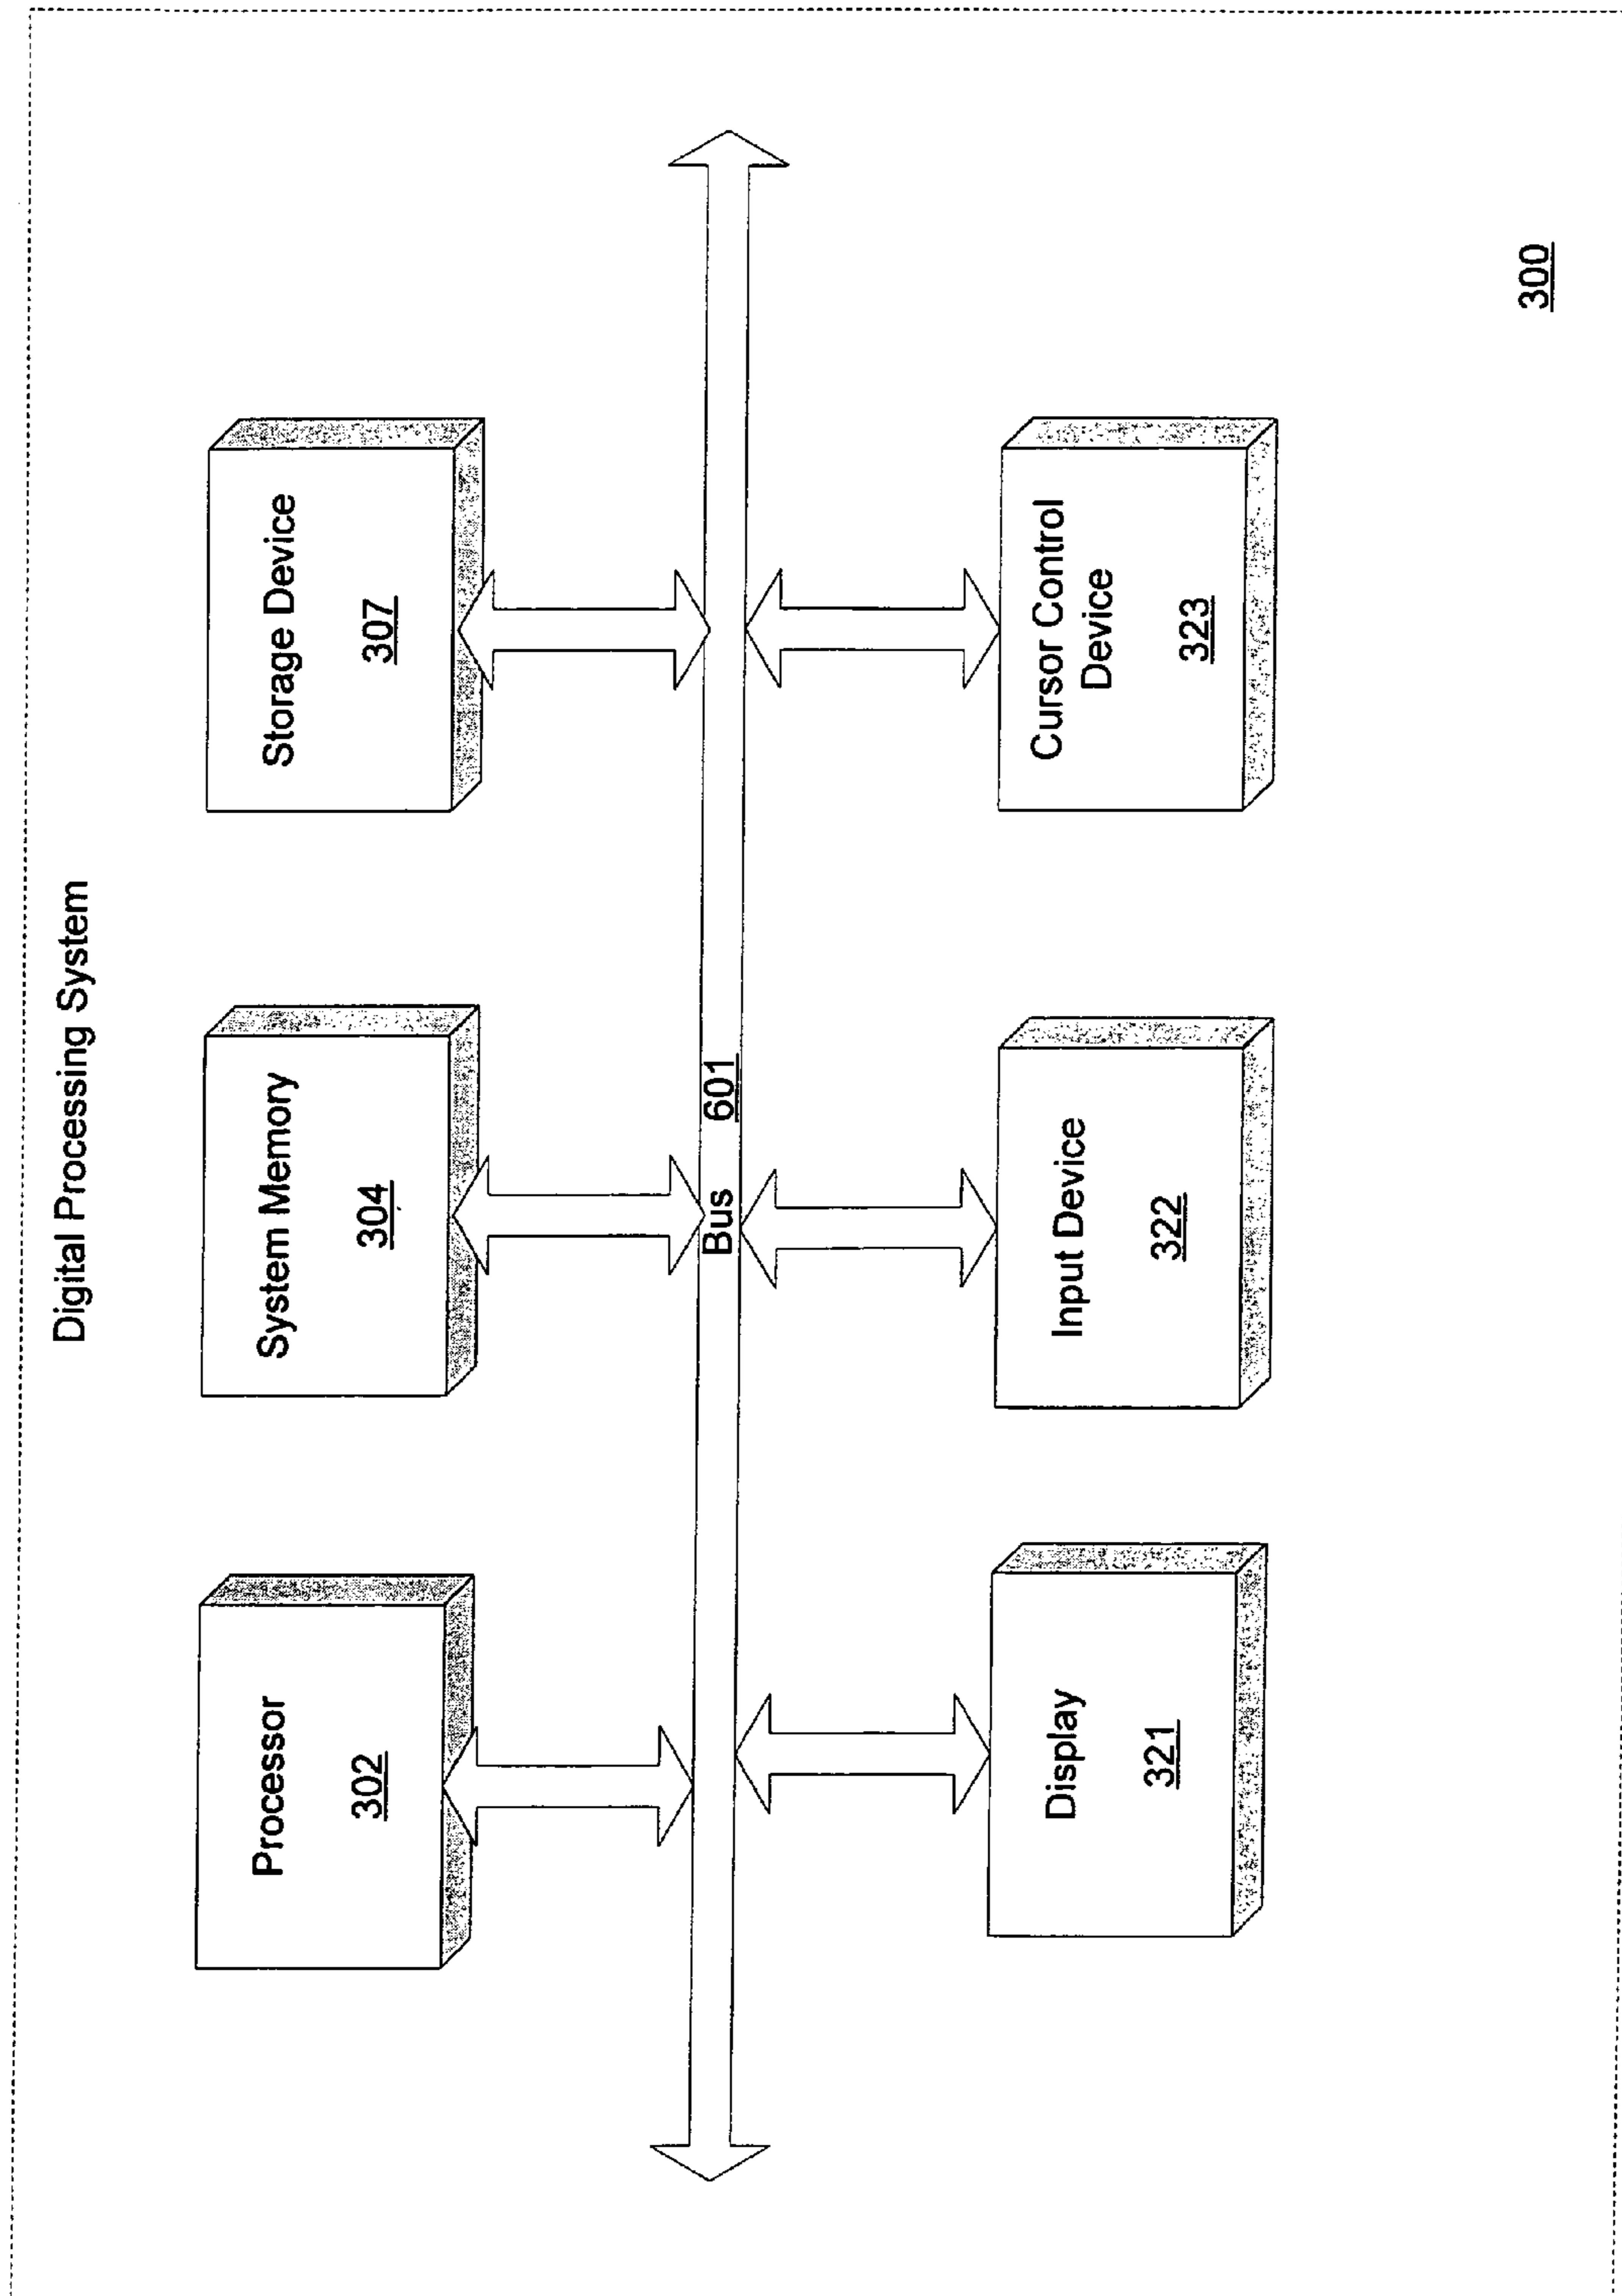 Digital Processing System
Processor
302
System Memory
304
Storage Device
307
Bus 601
Display
321
Input Device
322
Cursor Control
Device
323
300